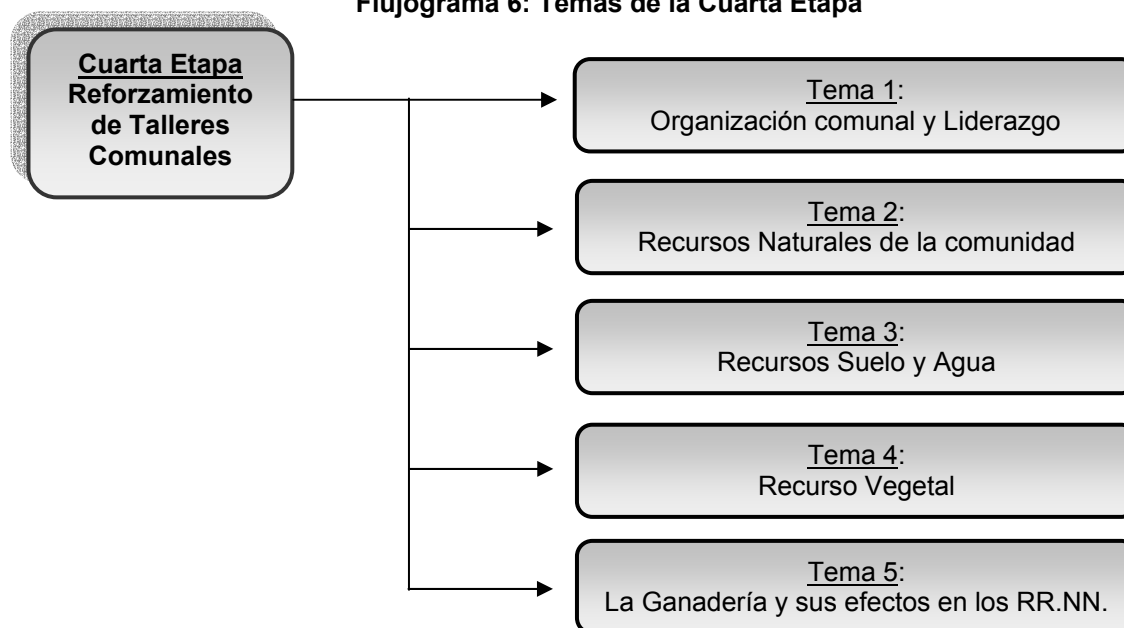 Flujograma 6: Temas de la Cuarta Etapa
Cuarta Etapa
Reforzamiento
de Talleres
Comunales
Tema 1:
Organización comunal y Liderazgo
Tema 2:
Recursos Naturales de la comunidad
Tema 3:
Recursos Suelo y Agua
Tema 4:
Recurso Vegetal
Tema 5:
La Ganadería y sus efectos en los RR.NN.